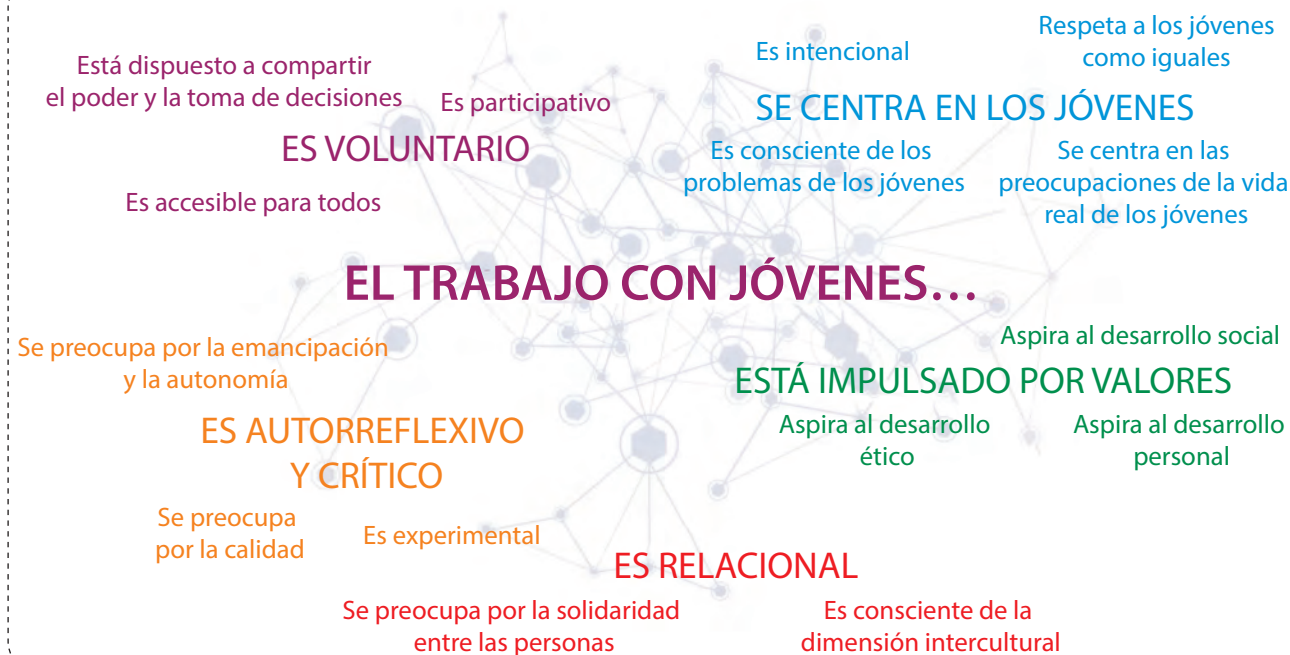 Está dispuesto a compartir
el poder y la toma de decisiones
Es participativo
ES VOLUNTARIO
Es accesible para todos
Es intencional
Respeta a los jóvenes
como iguales
SE CENTRA EN LOS JÓVENES
Es consciente de los
problemas de los jóvenes
Se centra en las
preocupaciones de la vida
real de los jóvenes
EL TRABAJO CON JÓVENES...
Se preocupa por la emancipación
y la autonomía
ES AUTORREFLEXIVO
Y CRÍTICO
Se preocupa
por la calidad
Es experimental
Aspira al desarrollo social
ESTÁ IMPULSADO POR VALORES
Aspira al desarrollo
ético
Aspira al desarrollo
personal
ES RELACIONAL
Se preocupa por la solidaridad
entre las personas
Es consciente de la
dimensión intercultural